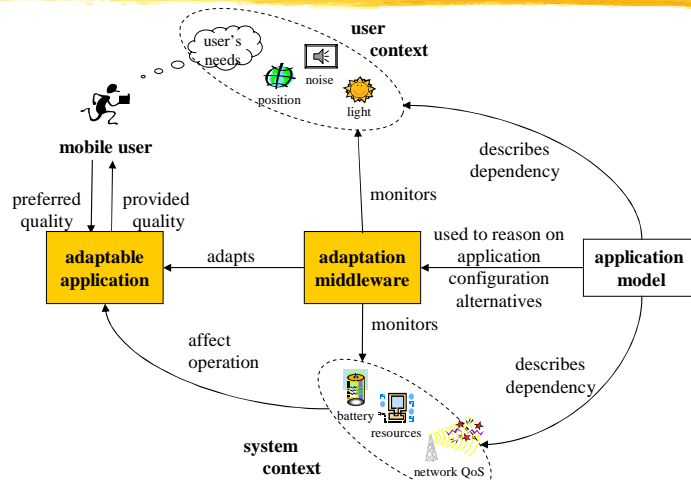 user
context
user's
needs
noise
position
light
mobile user
describes
dependency
preferred
quality
provided
quality
monitors
adaptable
application
adapts
adaptation
middleware
used to reason on
application
configuration
alternatives
application
model
monitors
affect
operation
describes
dependency
battery
resources
network QoS
system
context